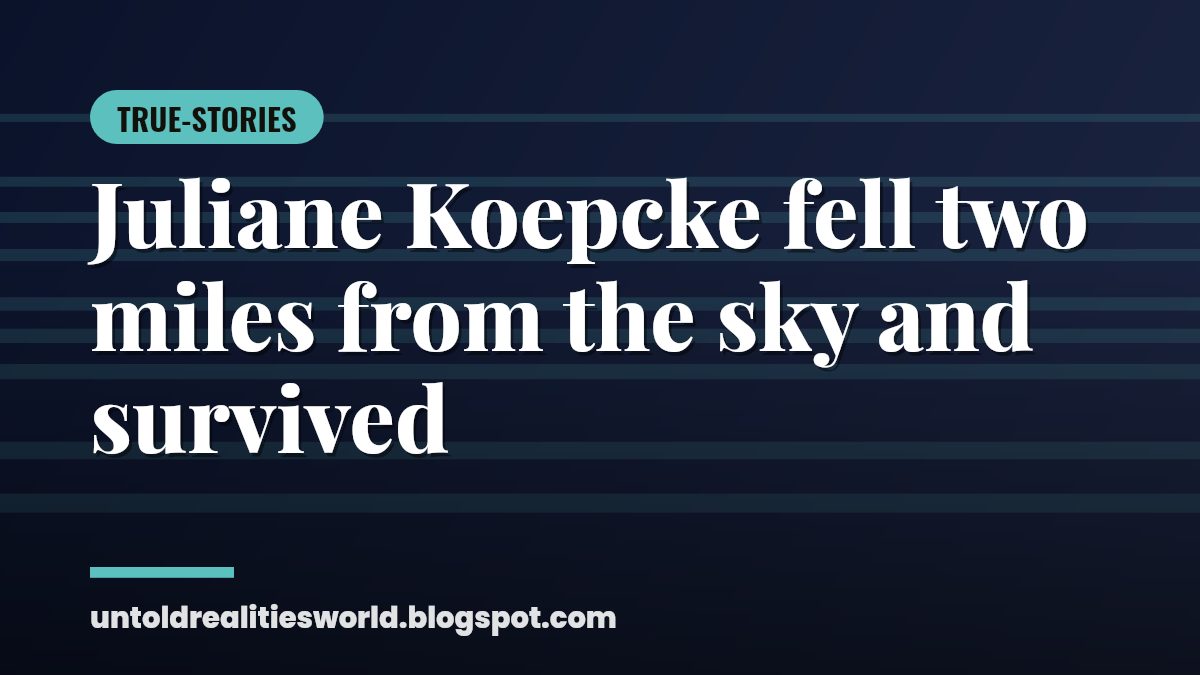 TRUE-STORIES
Juliane Koepcke fell two
miles from the sky and
survived
untoldrealitiesworld.blogspot.com